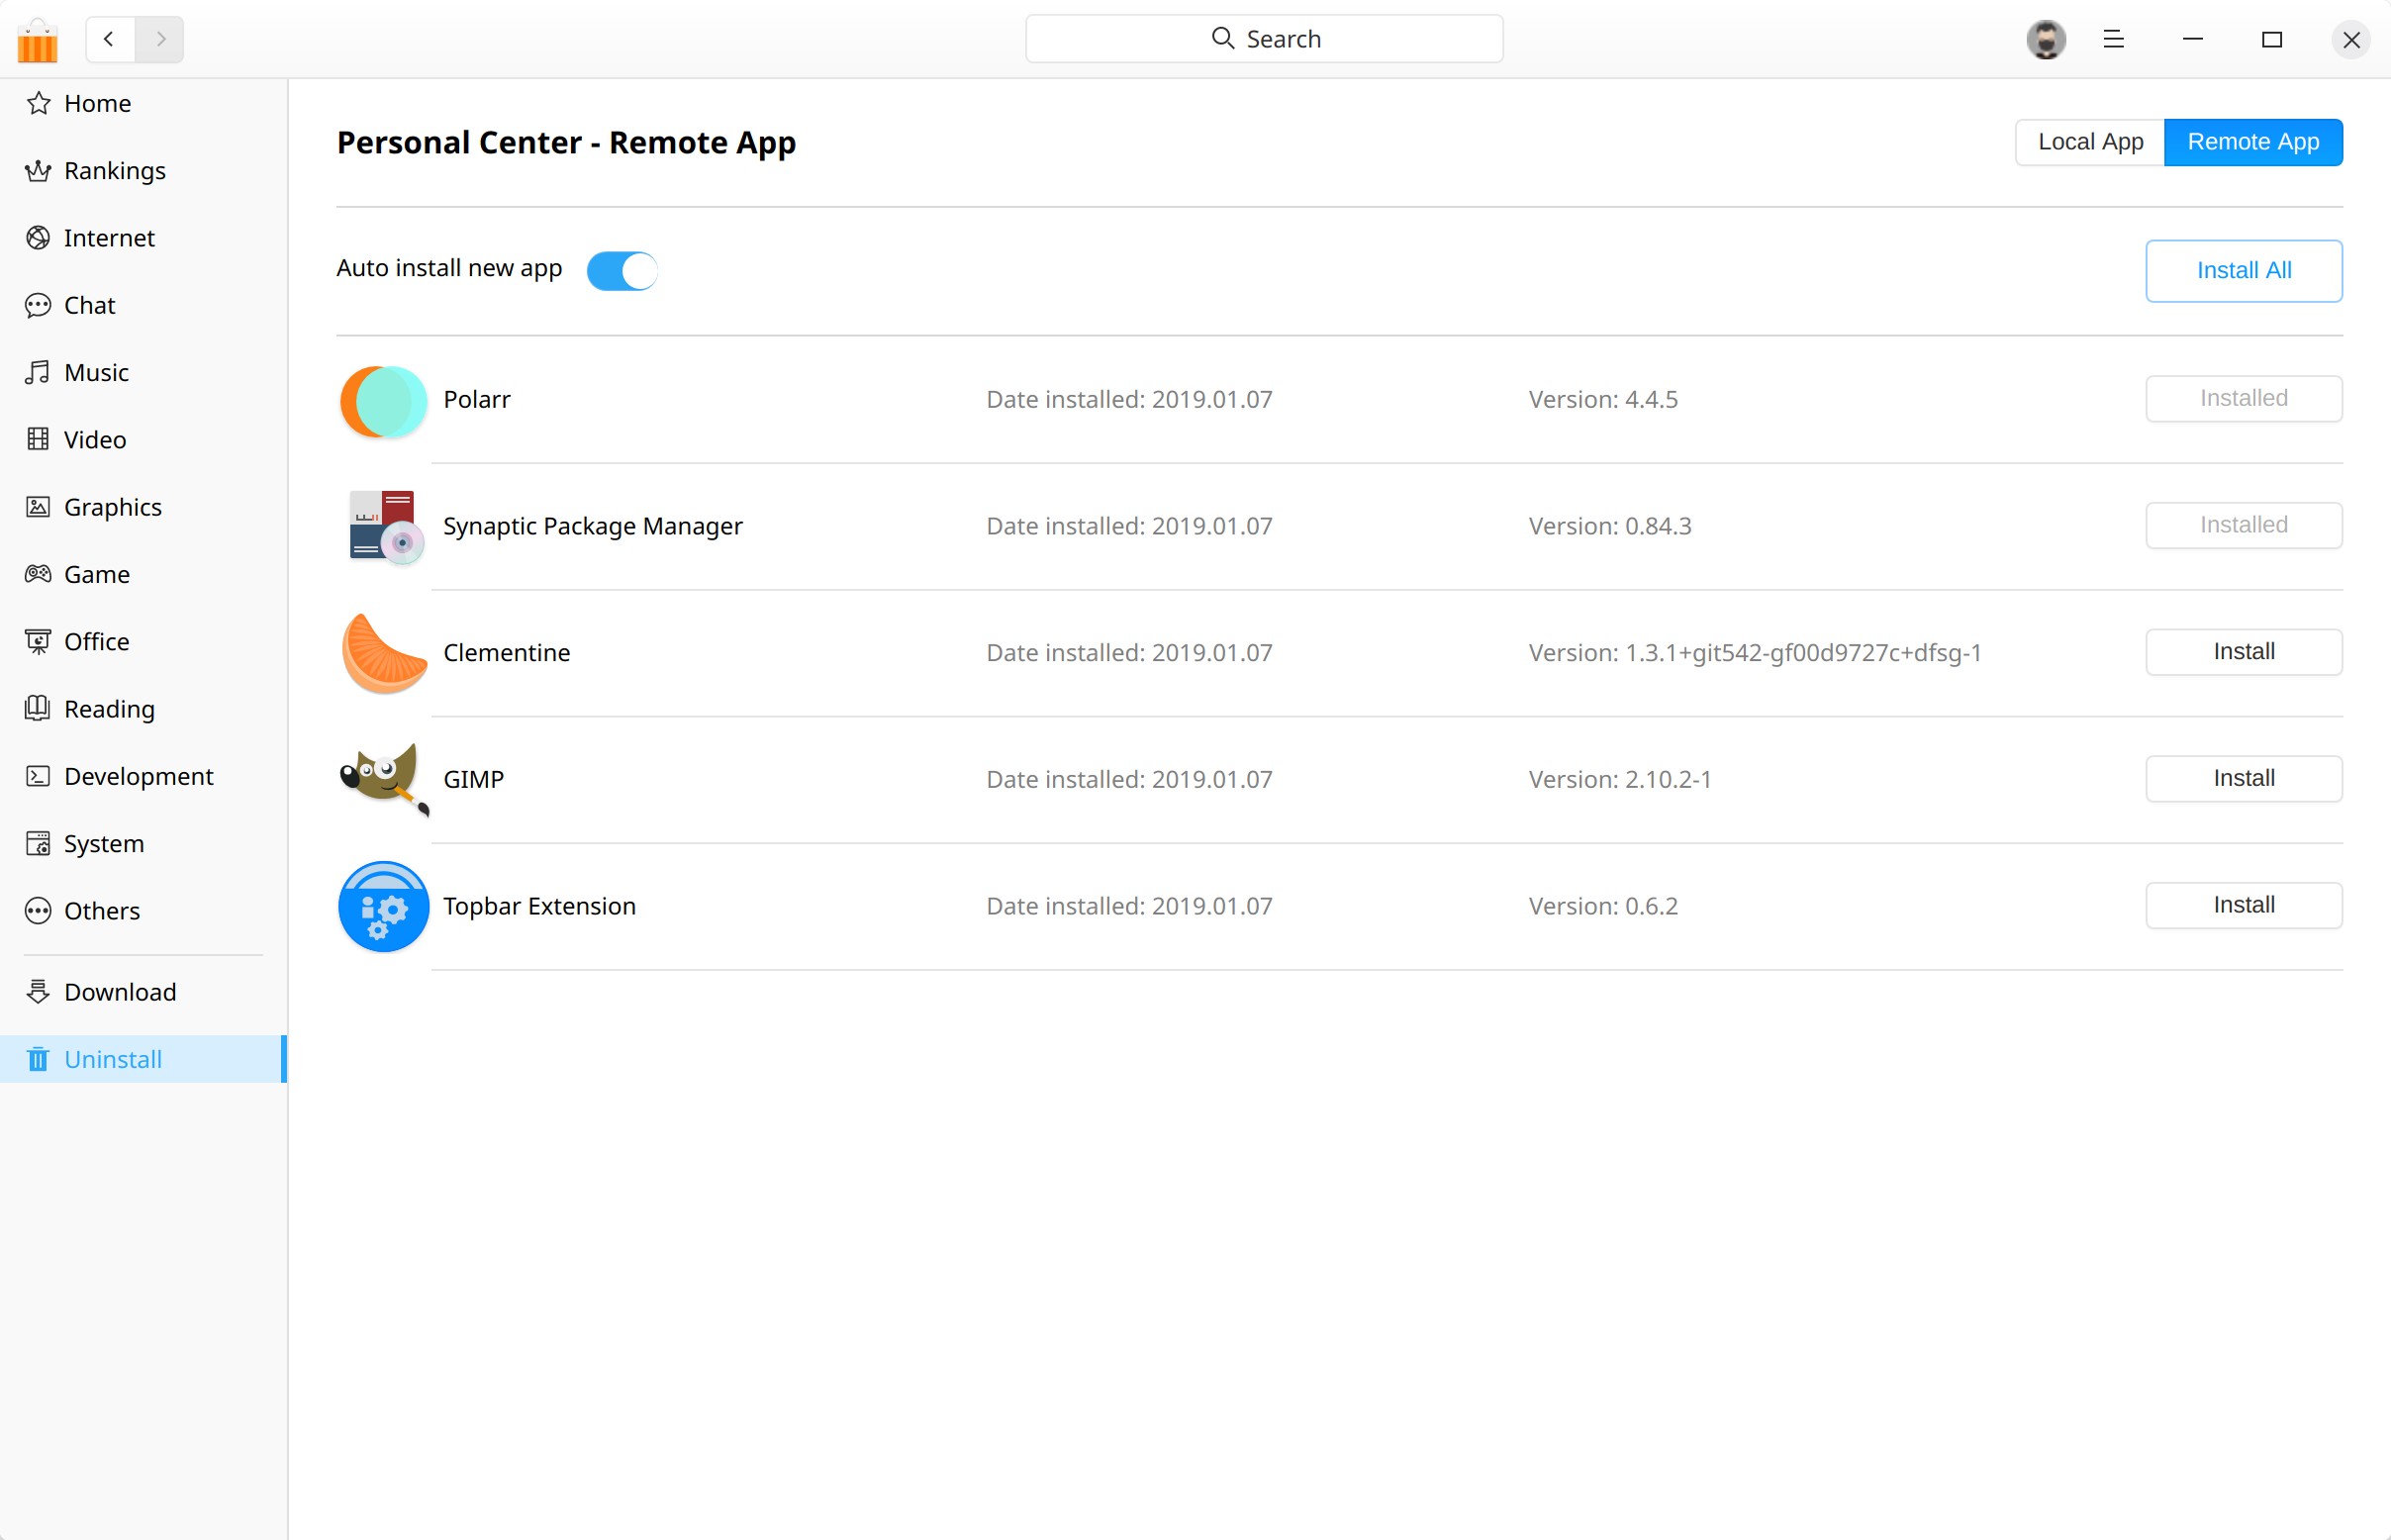 Search
Home
Rankings
Internet
Chat
Music
Video
Graphics
Game
Office
Reading
Development
System
Others
Download
Uninstall
Personal Center - Remote App
Local App
Remote App
Auto install new app
Install All
Polarr Date installed: 2019.01.07 Version: 4.4.5 Installed
Synaptic Package Manager Date installed: 2019.01.07 Version: 0.84.3 Installed
Clementine Date installed: 2019.01.07 Version: 1.3.1+git542-gf00d9727c+dfsg-1 Install
GIMP Date installed: 2019.01.07 Version: 2.10.2-1 Install
Topbar Extension Date installed: 2019.01.07 Version: 0.6.2 Install